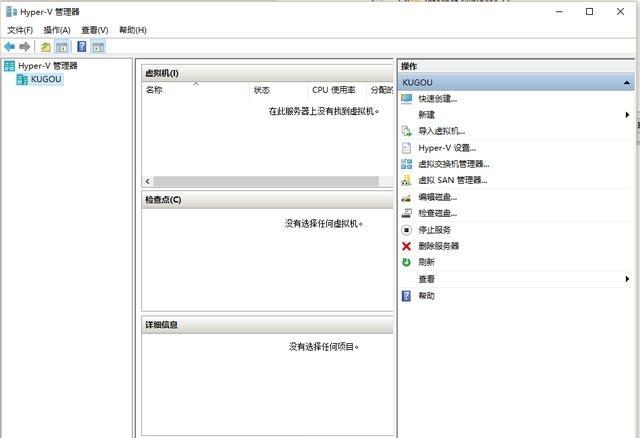 Hyper-V 管理器
文件(F) 操作(A) 查看(V) 帮助(H)
Hyper-V 管理器
KUGOU
虚拟机(I)
名称 状态 CPU 使用率 分配的
在此服务器上没有找到虚拟机。
检查点(C)
没有选择任何虚拟机。
详细信息
没有选择任何项目。
操作
KUGOU
快速创建...
新建
导入虚拟机...
Hyper-V 设置...
虚拟交换机管理器...
虚拟 SAN 管理器...
编辑磁盘...
检查磁盘...
停止服务
删除服务器
刷新
查看
帮助